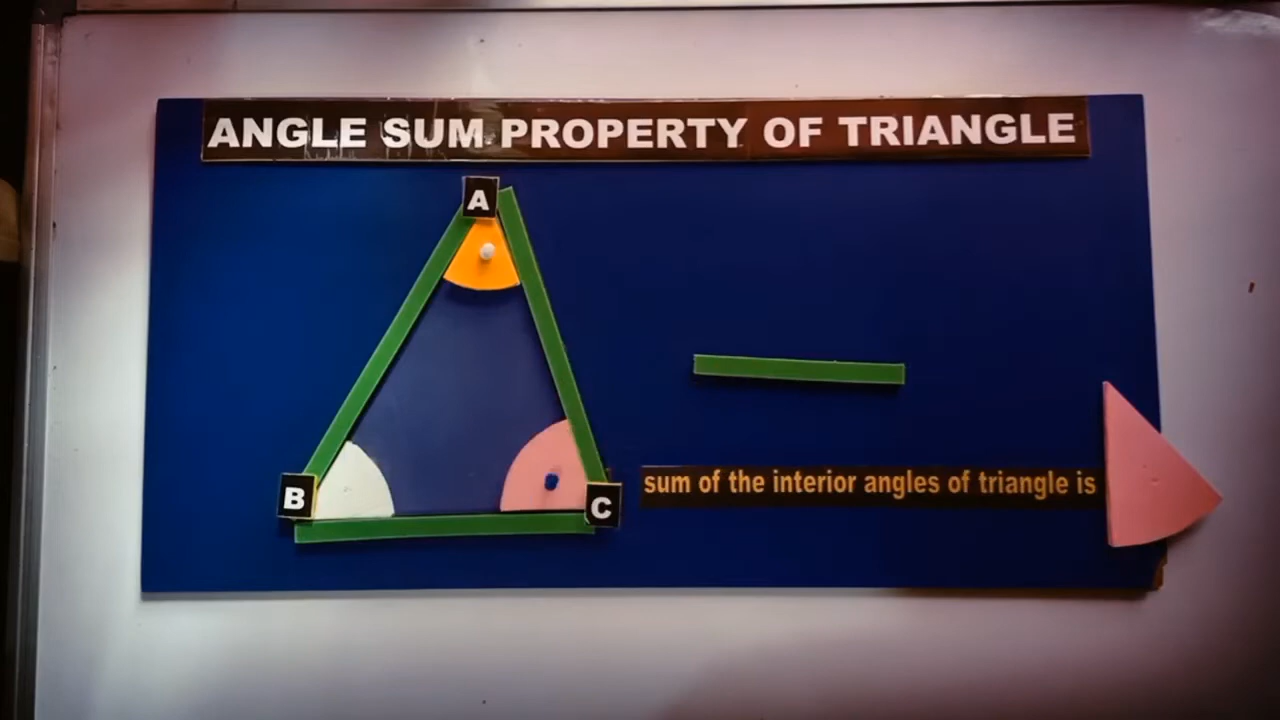 ANGLE SUM PROPERTY OF TRIANGLE
A
B
C
sum of the interior angles of triangle is